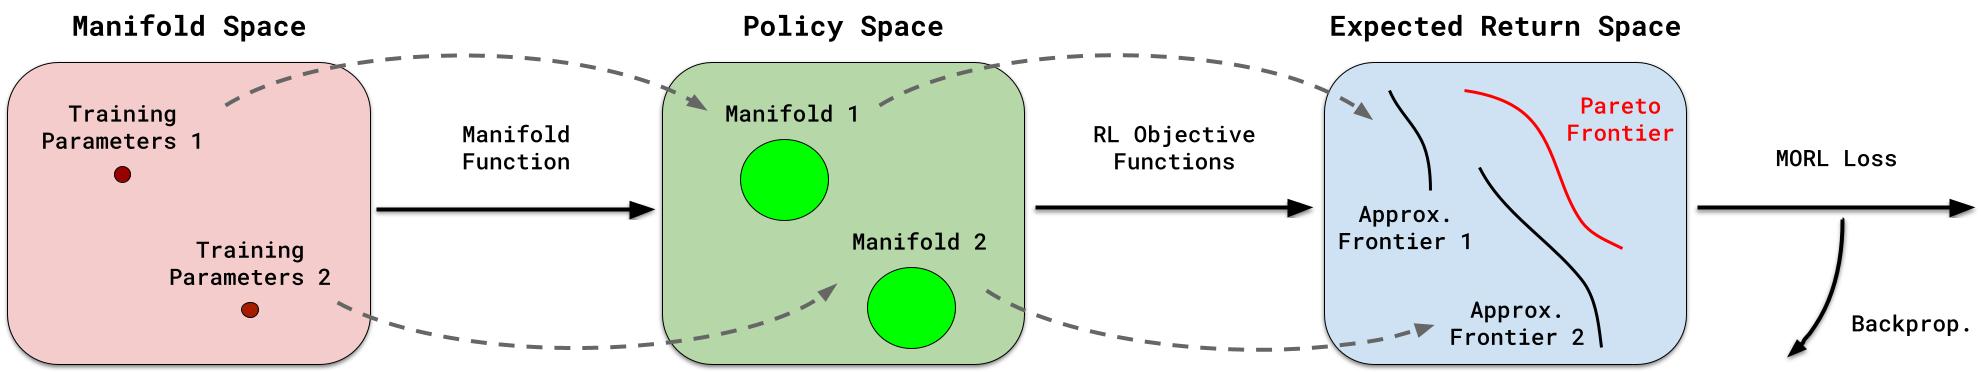 Manifold Space
Policy Space
Expected Return Space
Training
Parameters 1
Training
Parameters 2
Manifold
Function
Manifold 1
Manifold 2
RL Objective
Functions
Pareto
Frontier
Approx.
Frontier 1
Approx.
Frontier 2
MORL Loss
Backprop.